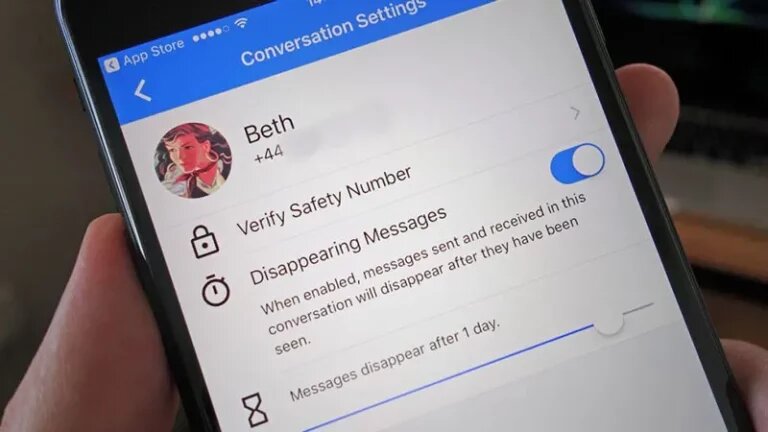 App Store
Conversation Settings
Beth
+44
Verify Safety Number
Disappearing Messages
When enabled, messages sent and received in this
conversation will disappear after they have been
seen.
Messages disappear after 1 day.